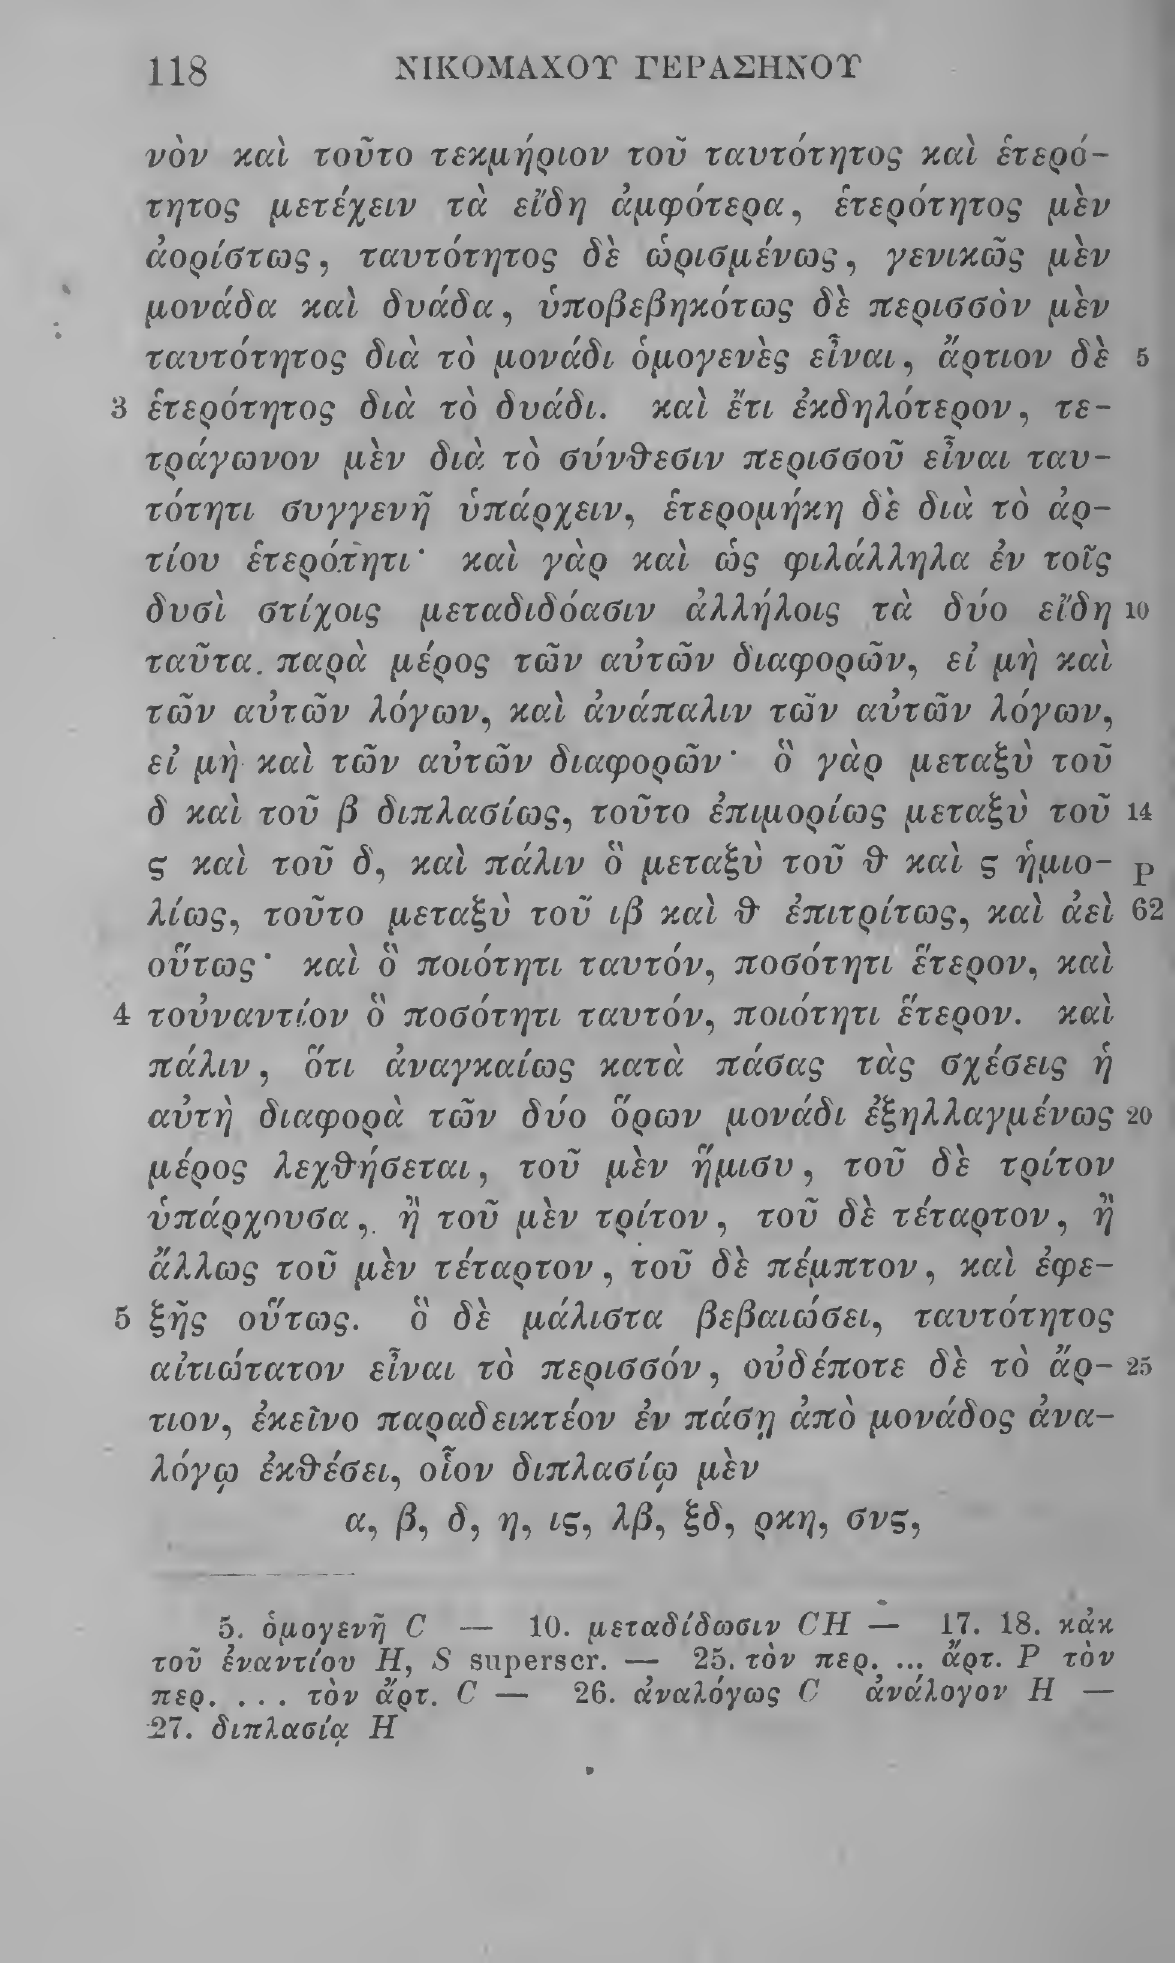 118 ΝΙΚΟΜΑΧΟΥ ΓΕΡΑΣΗΝΟΥ
νὸν καὶ τοῦτο τεκμήριον τοῦ ταυτότητος καὶ ἑτερό-
τητος μετέχειν τὰ εἴδη ἀμφότερα, ἑτερότητος μὲν
ἀορίστως, ταυτότητος δὲ ὡρισμένως, γενικῶς μὲν
μονάδα καὶ δυάδα, ὑποβεβηκότως δὲ περισσὸν μὲν
ταυτότητος διὰ τὸ μονάδι ὁμογενὲς εἶναι, ἄρτιον δὲ 5
3 ἑτερότητος διὰ τὸ δυάδι. καὶ ἔτι ἐκδηλότερον, τε-
τράγωνον μὲν διὰ τὸ σύνθεσιν περισσοῦ εἶναι ταυ-
τότητι συγγενῆ ὑπάρχειν, ἑτερομήκη δὲ διὰ τὸ ἀρ-
τίου ἑτερότητι· καὶ γὰρ καὶ ὡς φιλάλληλα ἐν τοῖς
δυσὶ στίχοις μεταδιδόασιν ἀλλήλοις τὰ δύο εἴδη 10
ταῦτα παρὰ μέρος τῶν αὐτῶν διαφορῶν, εἰ μὴ καὶ
τῶν αὐτῶν λόγων, καὶ ἀνάπαλιν τῶν αὐτῶν λόγων,
εἰ μὴ καὶ τῶν αὐτῶν διαφορῶν· ὃ γὰρ μεταξὺ τοῦ
δ καὶ τοῦ β διπλασίως, τοῦτο ἐπιμορίως μεταξὺ τοῦ 14
ς καὶ τοῦ δ, καὶ πάλιν ὃ μεταξὺ τοῦ θ καὶ ς ἡμιο- P
λίως, τοῦτο μεταξὺ τοῦ ιβ καὶ θ ἐπιτρίτως, καὶ ἀεὶ 62
οὕτως· καὶ ὃ ποιότητι ταυτόν, ποσότητι ἕτερον, καὶ
4 τοὐναντίον ὃ ποσότητι ταυτόν, ποιότητι ἕτερον. καὶ
πάλιν, ὅτι ἀναγκαίως κατὰ πάσας τὰς σχέσεις ἡ
αὐτὴ διαφορὰ τῶν δύο ὅρων μονάδι ἐξηλλαγμένως 20
μέρος λεχθήσεται, τοῦ μὲν ἥμισυ, τοῦ δὲ τρίτον
ὑπάρχουσα, ἢ τοῦ μὲν τρίτον, τοῦ δὲ τέταρτον, ἢ
ἄλλως τοῦ μὲν τέταρτον, τοῦ δὲ πέμπτον, καὶ ἐφε-
5 ξῆς οὕτως. ὃ δὲ μάλιστα βεβαιώσει, ταυτότητος
αἰτιώτατον εἶναι τὸ περισσόν, οὐδέποτε δὲ τὸ ἄρ- 25
τιον, ἐκεῖνο παραδεικτέον ἐν πάσῃ ἀπὸ μονάδος ἀνα-
λόγῳ ἐκθέσει, οἷον διπλασίῳ μὲν
α, β, δ, η, ις, λβ, ξδ, ρκη, σνς,
5. ὁμογενῆ C — 10. μεταδίδωσιν CH — 17. 18. κἀκ
τοῦ ἐναντίου H, S superscr. — 25. τὸν περ. ... ἄρτ. P τὸν
περ. ... τὸν ἄρτ. C — 26. ἀναλόγως C ἀνάλογον H —
27. διπλασίᾳ H